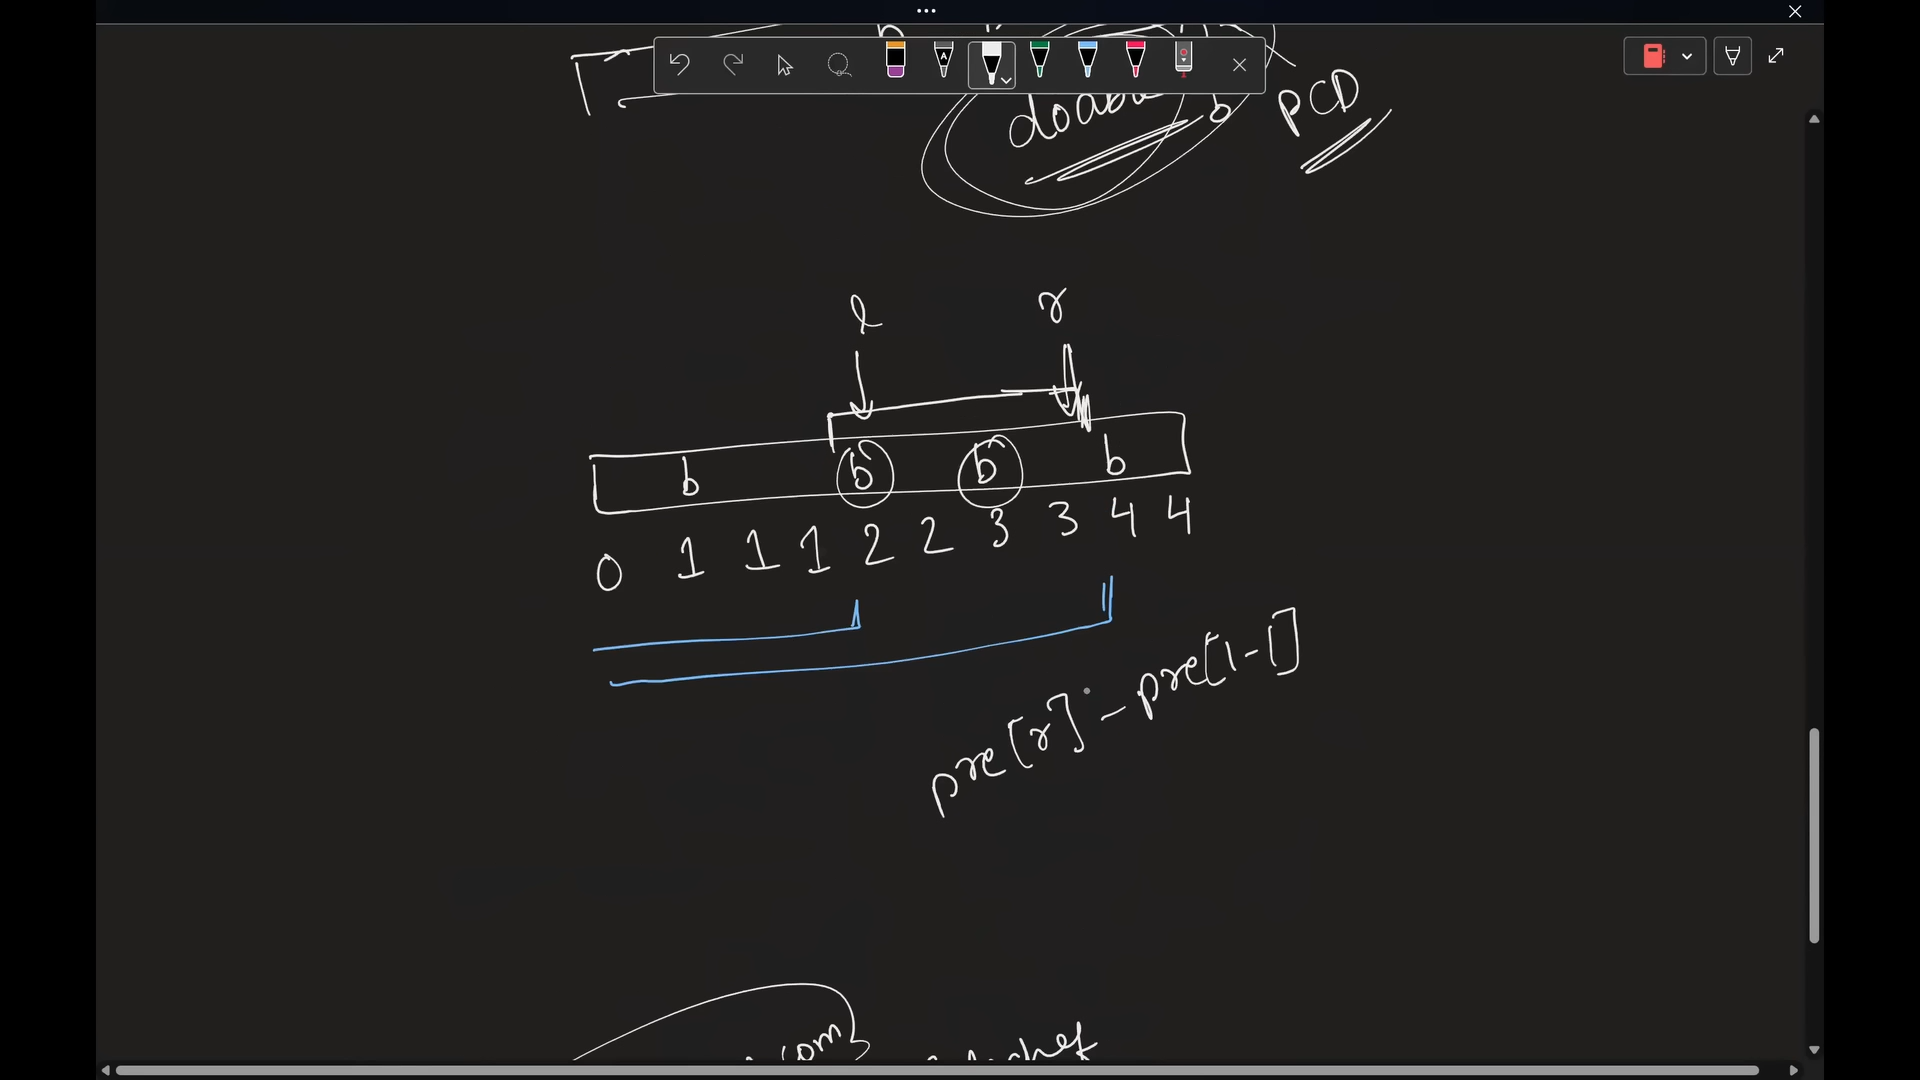 b PCD
l r
b b b b
0 1 1 1 2 2 3 3 4 4
pre[r] - pre[l-1]